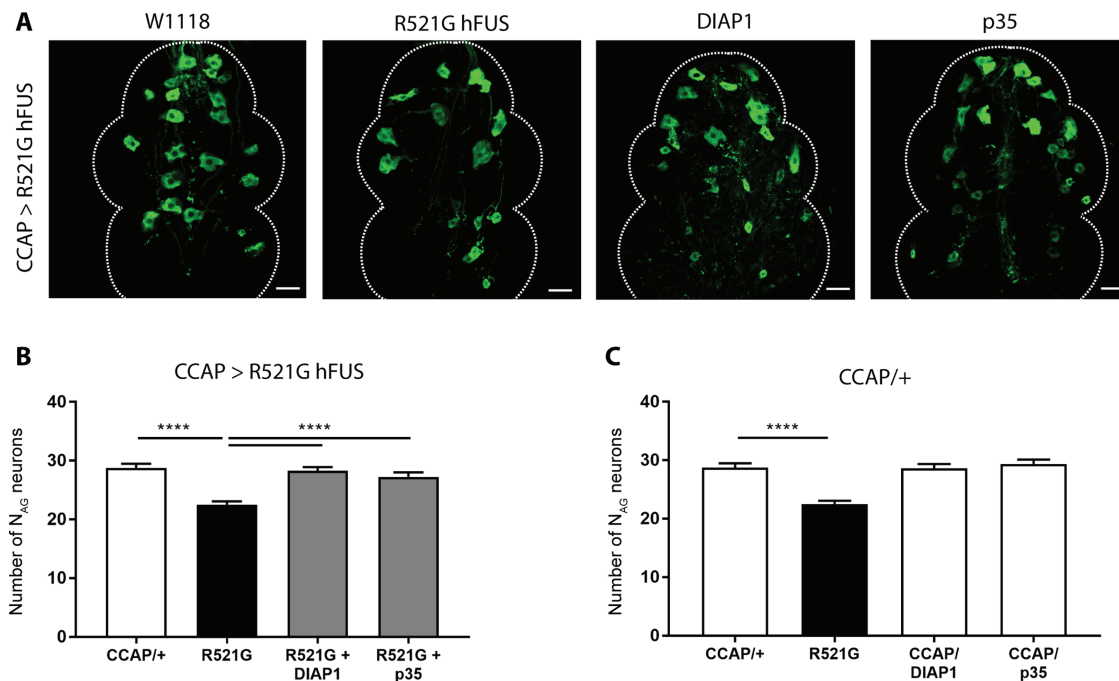 A
W1118
R521G hFUS
DIAP1
p35
CCAP > R521G hFUS
B
CCAP > R521G hFUS
Number of NAG neurons
40
30
20
10
0
****
****
CCAP/+
R521G
R521G +
DIAP1
R521G +
p35
C
CCAP/+
Number of NAG neurons
40
30
20
10
0
****
CCAP/+
R521G
CCAP/
DIAP1
CCAP/
p35